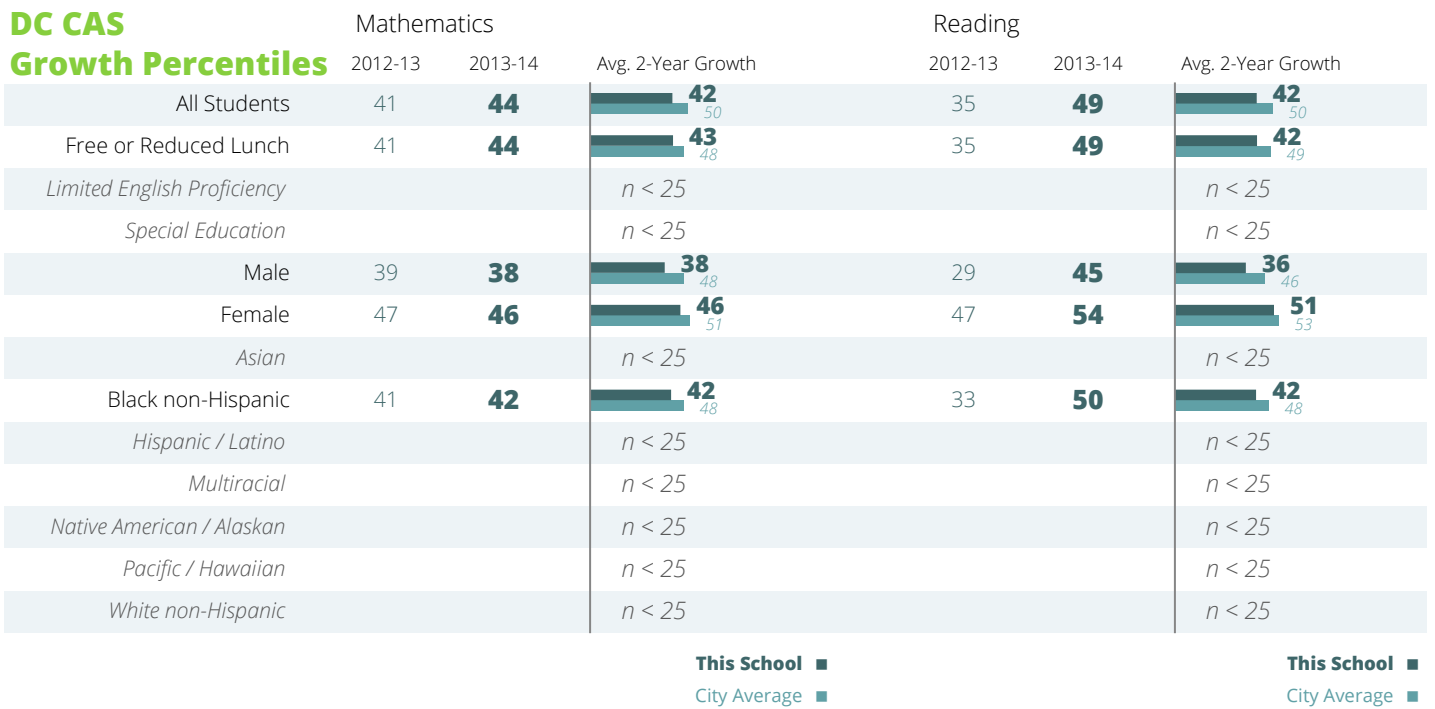 DC CAS
Growth Percentiles
Mathematics Reading
2012-13 2013-14 Avg. 2-Year Growth 2012-13 2013-14 Avg. 2-Year Growth
All Students 41 44 42 50 35 49 42 50
Free or Reduced Lunch 41 44 43 48 35 49 42 49
Limited English Proficiency n < 25 n < 25
Special Education n < 25 n < 25
Male 39 38 38 48 29 45 36 46
Female 47 46 46 51 47 54 51 53
Asian n < 25 n < 25
Black non-Hispanic 41 42 42 48 33 50 42 48
Hispanic / Latino n < 25 n < 25
Multiracial n < 25 n < 25
Native American / Alaskan n < 25 n < 25
Pacific / Hawaiian n < 25 n < 25
White non-Hispanic n < 25 n < 25
This School This School
City Average City Average